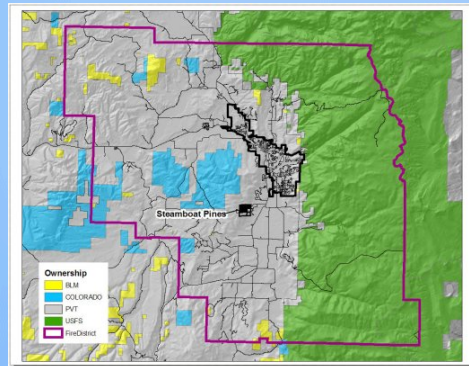 Steamboat Pines
Ownership
BLM
COLORADO
PVT
USFS
FireDistrict